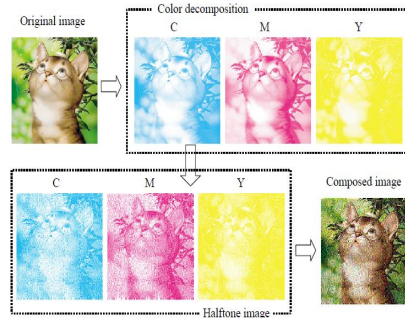 Original image
Color decomposition
C M Y
C M Y
Composed image
Halftone image